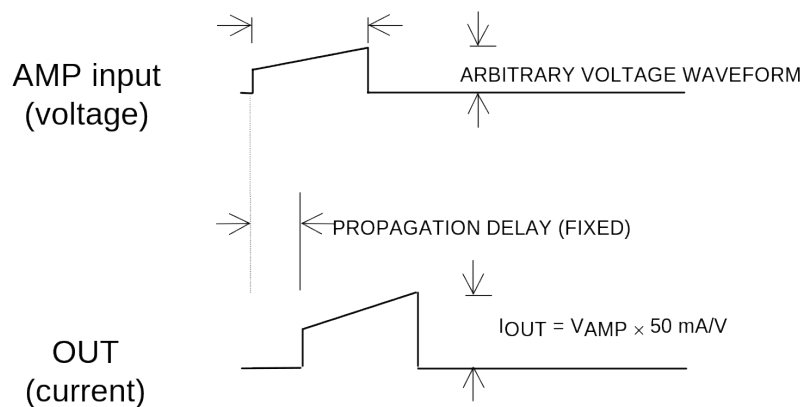 AMP input
(voltage)
ARBITRARY VOLTAGE WAVEFORM
PROPAGATION DELAY (FIXED)
IOUT = VAMP × 50 mA/V
OUT
(current)